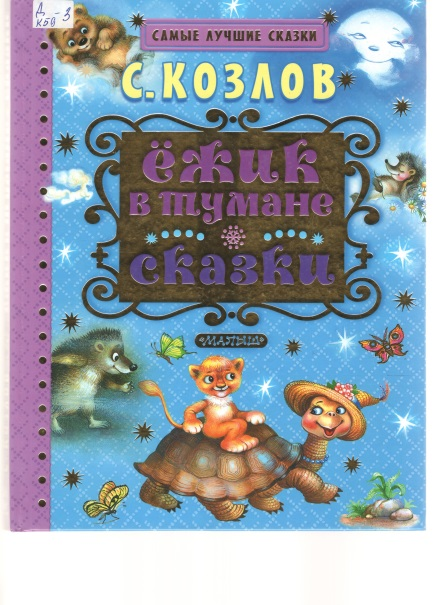 Д-3
К59
САМЫЕ ЛУЧШИЕ СКАЗКИ
С. КОЗЛОВ
ЁЖИК
в тумане
сказки
«МАЛЫШ»